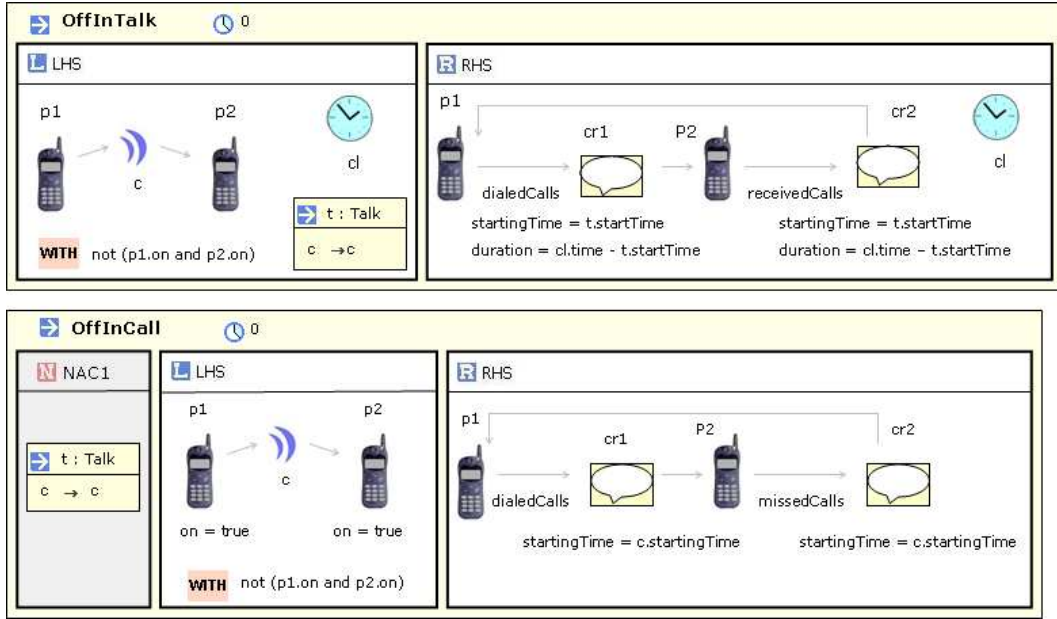 OffInTalk 0
L LHS
R RHS
p1 p2
cl
c
t : Talk
c → c
WITH not (p1.on and p2.on)
p1
cr1 P2 cr2
cl
dialedCalls receivedCalls
startingTime = t.startTime startingTime = t.startTime
duration = cl.time - t.startTime duration = cl.time – t.startTime
OffInCall 0
N NAC1
L LHS
R RHS
t : Talk
c → c
p1 p2
c
on = true on = true
WITH not (p1.on and p2.on)
p1 cr1 P2 cr2
dialedCalls missedCalls
startingTime = c.startingTime startingTime = c.startingTime